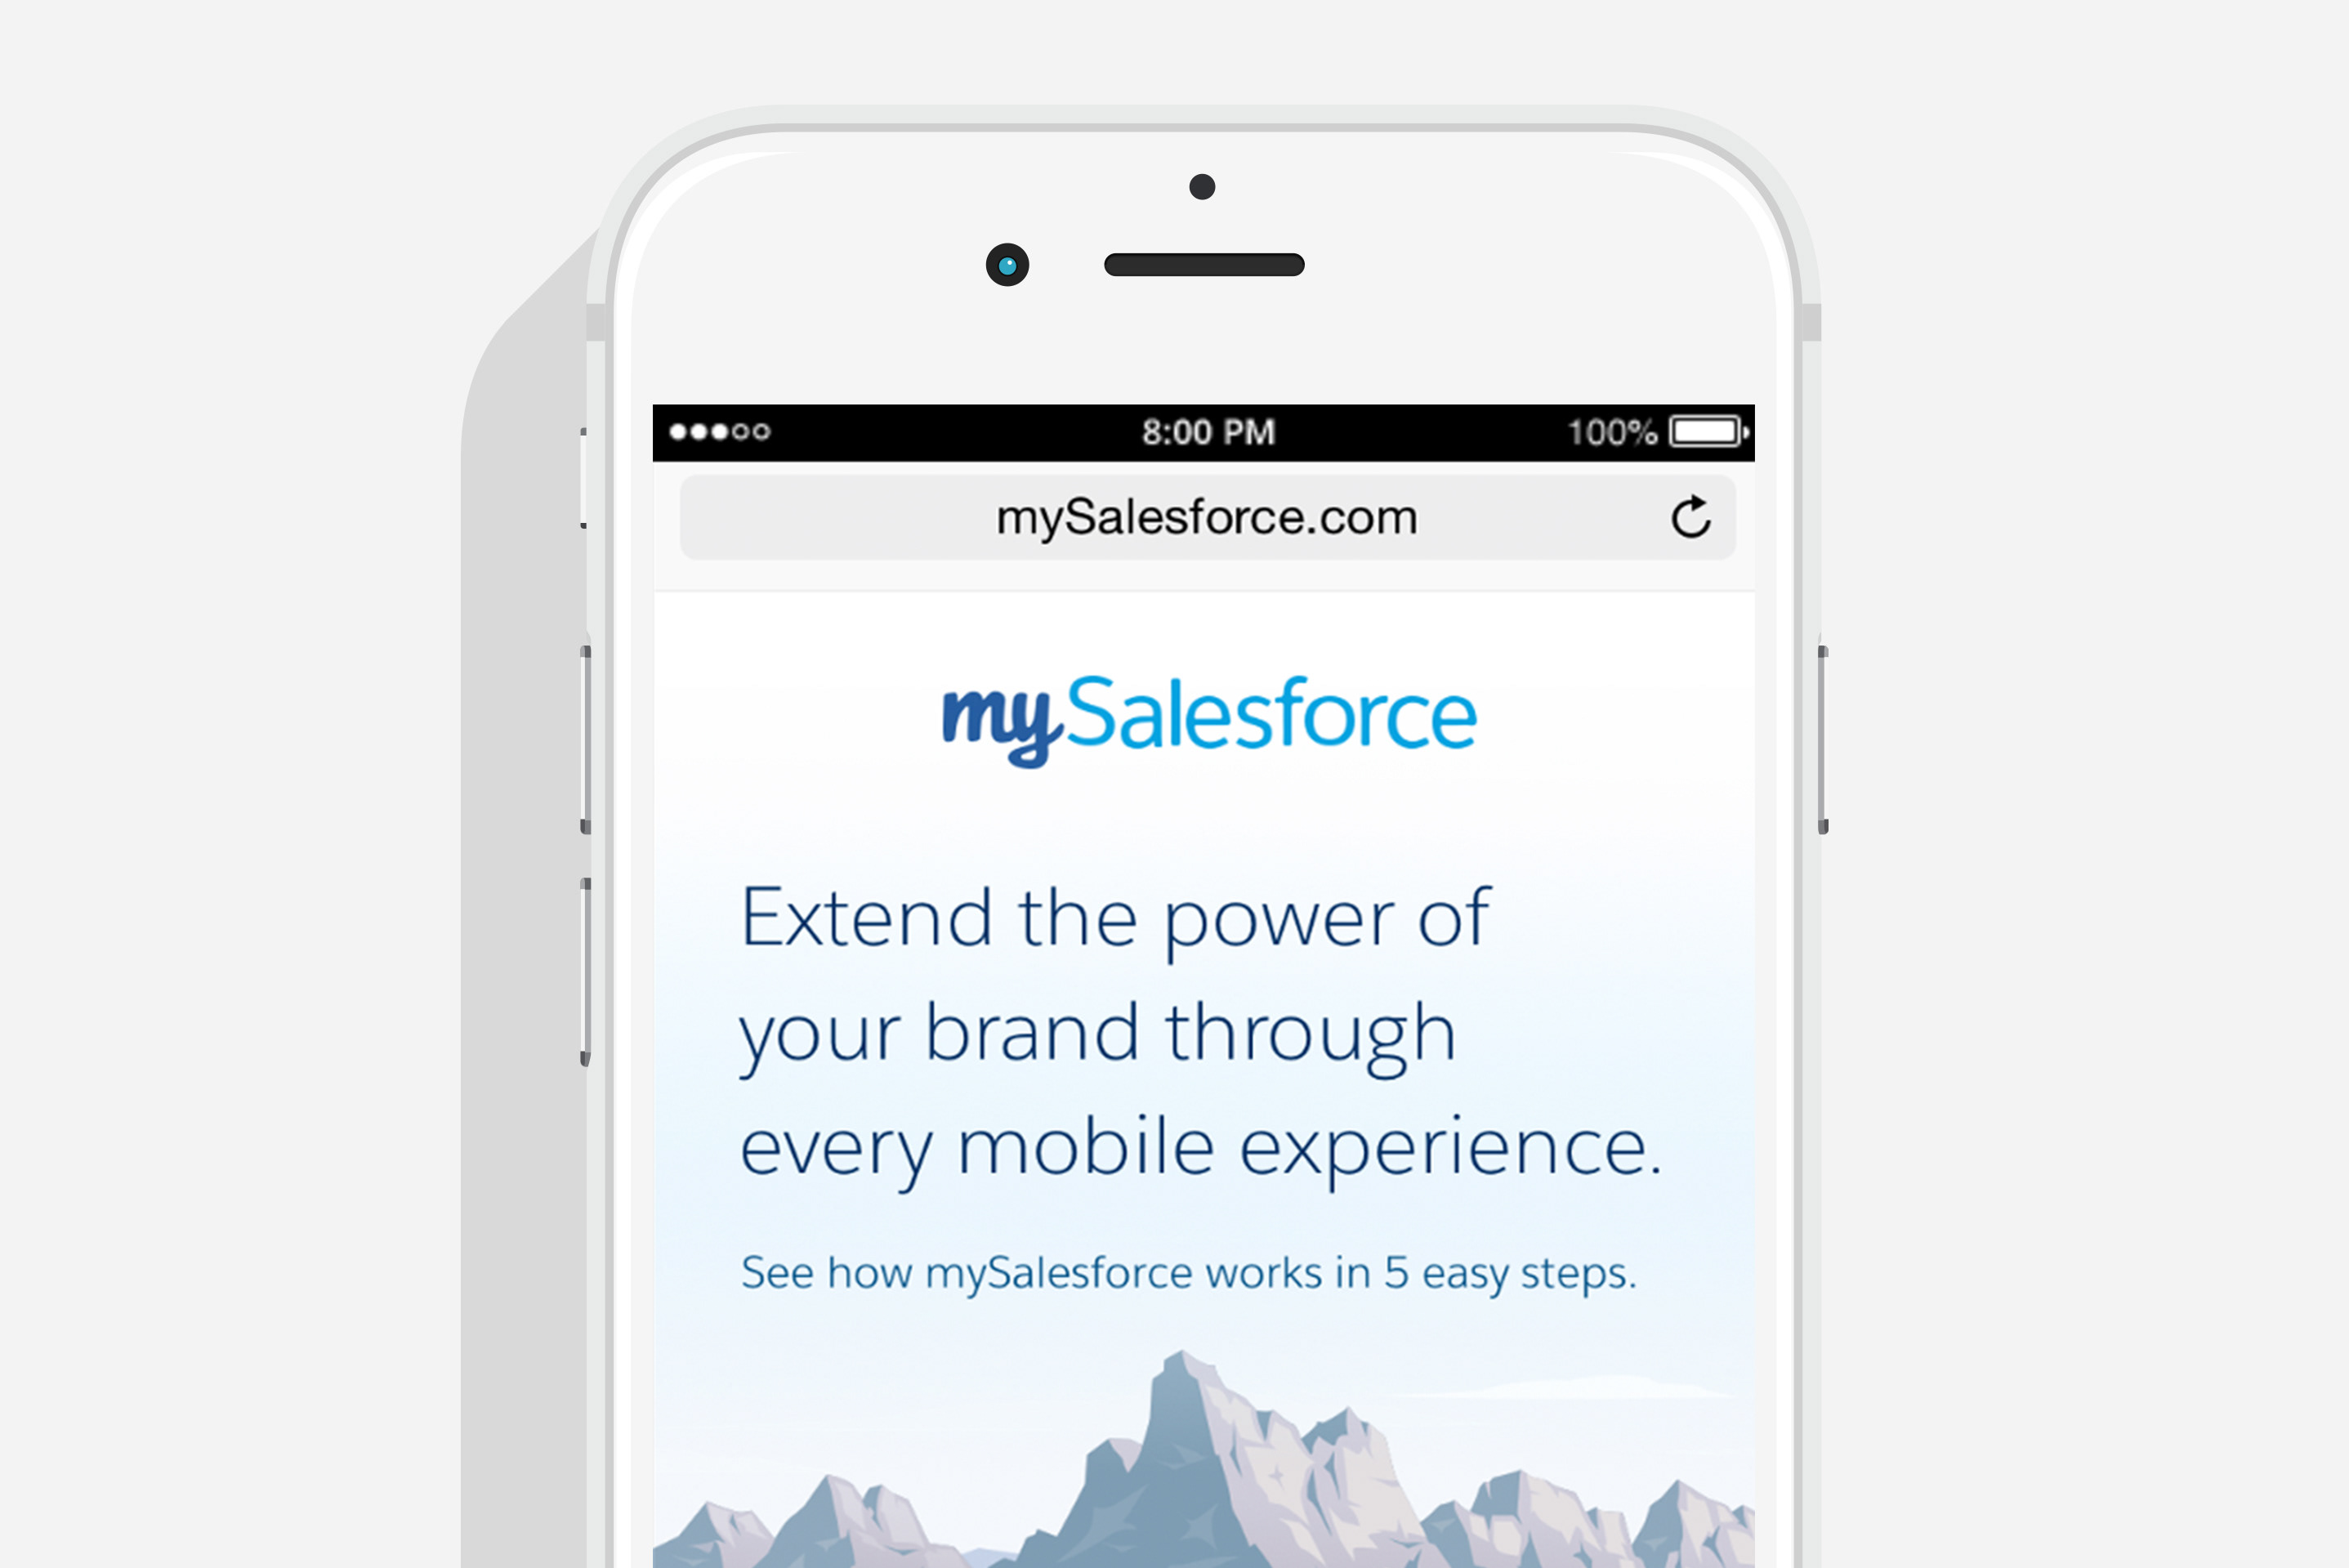 8:00 PM 100%
mySalesforce.com
mySalesforce
Extend the power of
your brand through
every mobile experience.
See how mySalesforce works in 5 easy steps.